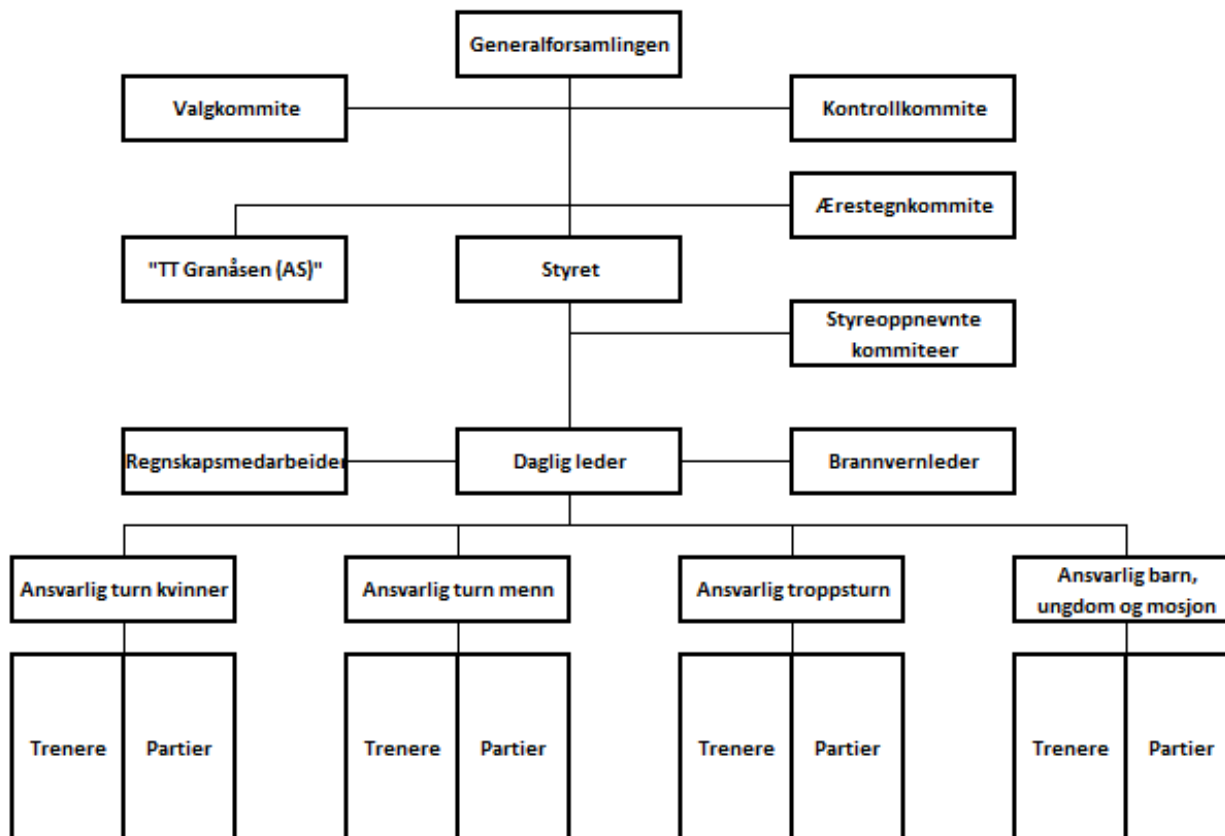 Generalforsamlingen
Valgkommite
Kontrollkommite
Ærestegnkommite
"TT Granåsen (AS)"
Styret
Styreoppnevnte
kommiteer
Regnskapsmedarbeider
Daglig leder
Brannvernleder
Ansvarlig turn kvinner
Ansvarlig turn menn
Ansvarlig troppsturn
Ansvarlig barn,
ungdom og mosjon
Trenere
Partier
Trenere
Partier
Trenere
Partier
Trenere
Partier